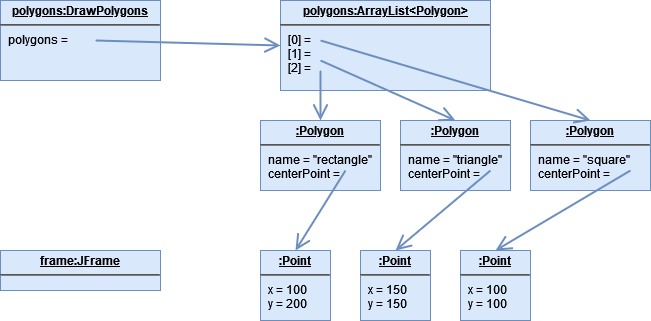 polygons:DrawPolygons
polygons =
polygons:ArrayList<Polygon>
[0] =
[1] =
[2] =
:Polygon
name = "rectangle"
centerPoint =
:Polygon
name = "triangle"
centerPoint =
:Polygon
name = "square"
centerPoint =
frame:JFrame
:Point
x = 100
y = 200
:Point
x = 150
y = 150
:Point
x = 100
y = 100